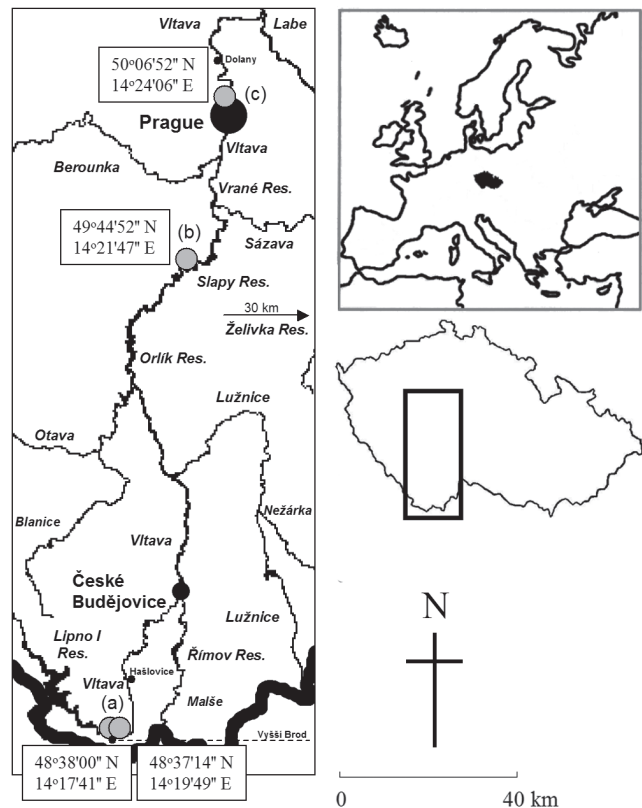 Vltava
Labe
50°06'52" N
14°24'06" E
Dolany
(c)
Prague
Vltava
Berounka
Vrané Res.
49°44'52" N
14°21'47" E
(b)
Sázava
Slapy Res.
30 km
Želivka Res.
Orlík Res.
Lužnice
Otava
Blanice
Nežárka
Vltava
České
Budějovice
Lužnice
Lipno I
Res.
Římov Res.
Hašlovice
Vltava
(a)
Malše
Vyšší Brod
48°38'00" N
14°17'41" E
48°37'14" N
14°19'49" E
N
0
40 km